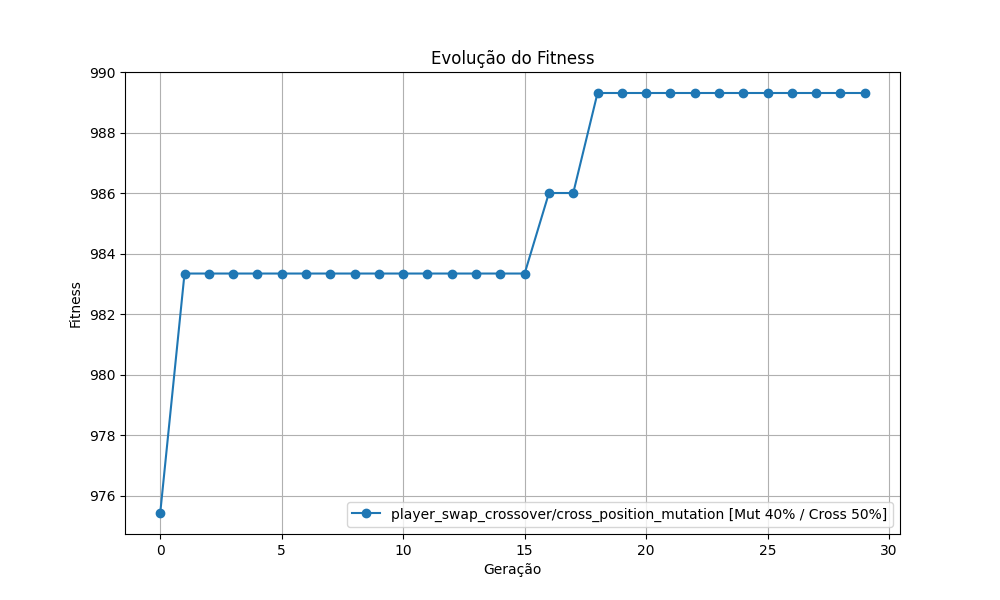 Evolução do Fitness
Fitness
990
988
986
984
982
980
978
976
0 5 10 15 20 25 30
Geração
player_swap_crossover/cross_position_mutation [Mut 40% / Cross 50%]